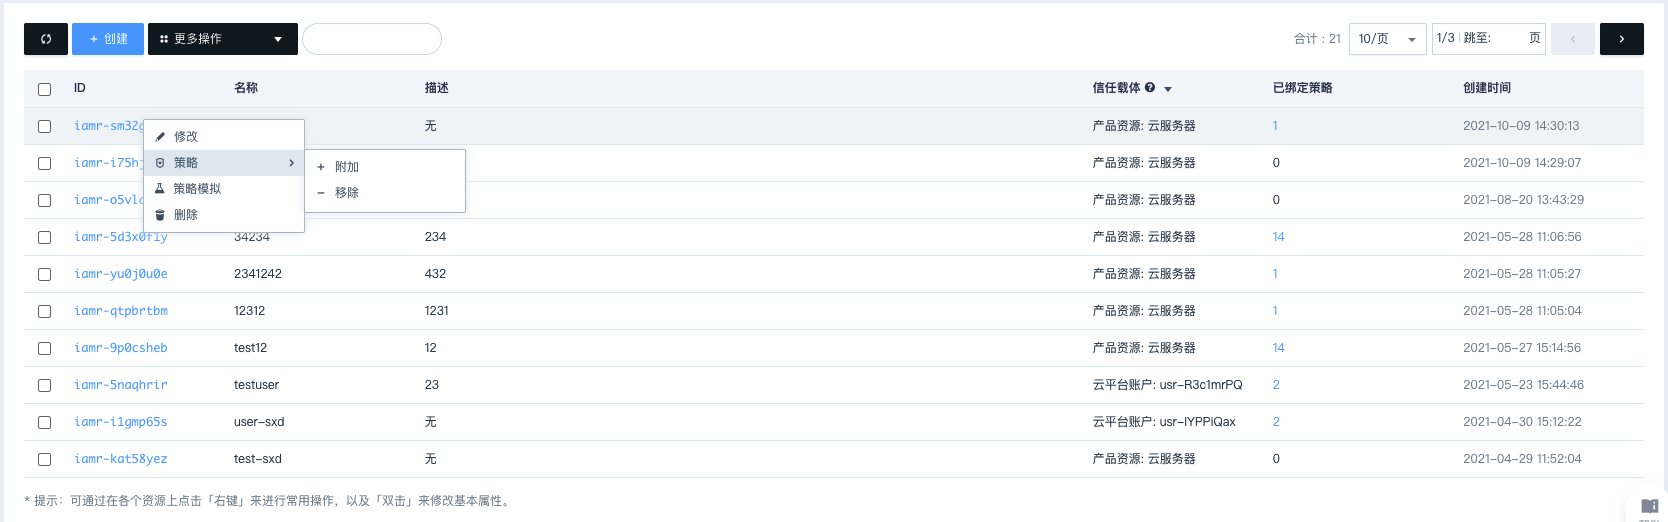 + 创建 更多操作 合计 : 21 10/页 1/3 跳至: 页
ID 名称 描述 信任载体 已绑定策略 创建时间
iamr-sm32 无 产品资源: 云服务器 1 2021-10-09 14:30:13
修改
iamr-i75h 产品资源: 云服务器 0 2021-10-09 14:29:07
策略 + 附加
策略模拟 − 移除
iamr-o5vl 产品资源: 云服务器 0 2021-08-20 13:43:29
删除
iamr-5d3x0f1y 34234 234 产品资源: 云服务器 14 2021-05-28 11:06:56
iamr-yu0j0u0e 2341242 432 产品资源: 云服务器 1 2021-05-28 11:05:27
iamr-qtpbrtbm 12312 1231 产品资源: 云服务器 1 2021-05-28 11:05:04
iamr-9p0csheb test12 12 产品资源: 云服务器 14 2021-05-27 15:14:56
iamr-5naqhrir testuser 23 云平台账户: usr-R3c1mrPQ 2 2021-05-23 15:44:46
iamr-i1gmp65s user-sxd 无 云平台账户: usr-IYPPiQax 2 2021-04-30 15:12:22
iamr-kat58yez test-sxd 无 产品资源: 云服务器 0 2021-04-29 11:52:04
* 提示：可通过在各个资源上点击「右键」来进行常用操作，以及「双击」来修改基本属性。